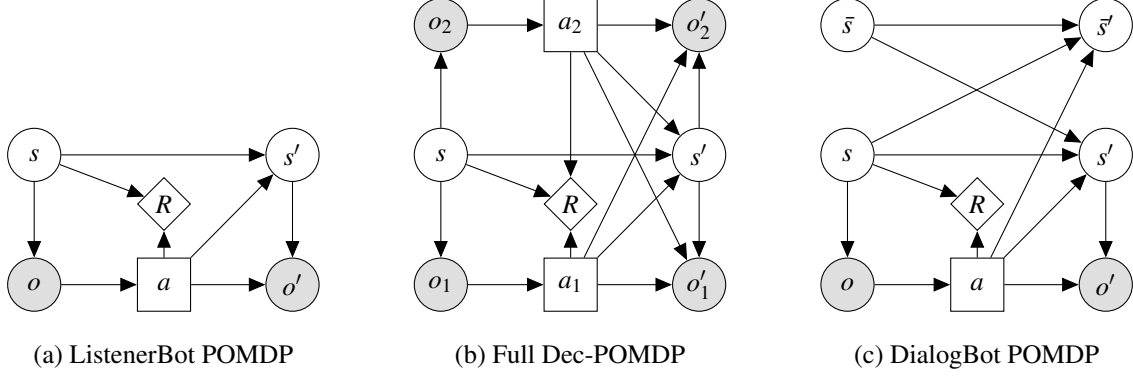 o₂ a₂ o′₂ s̄ s̄′
s s′ s s′ s s′
R R R
o a o′ o₁ a₁ o′₁ o a o′
(a) ListenerBot POMDP (b) Full Dec-POMDP (c) DialogBot POMDP